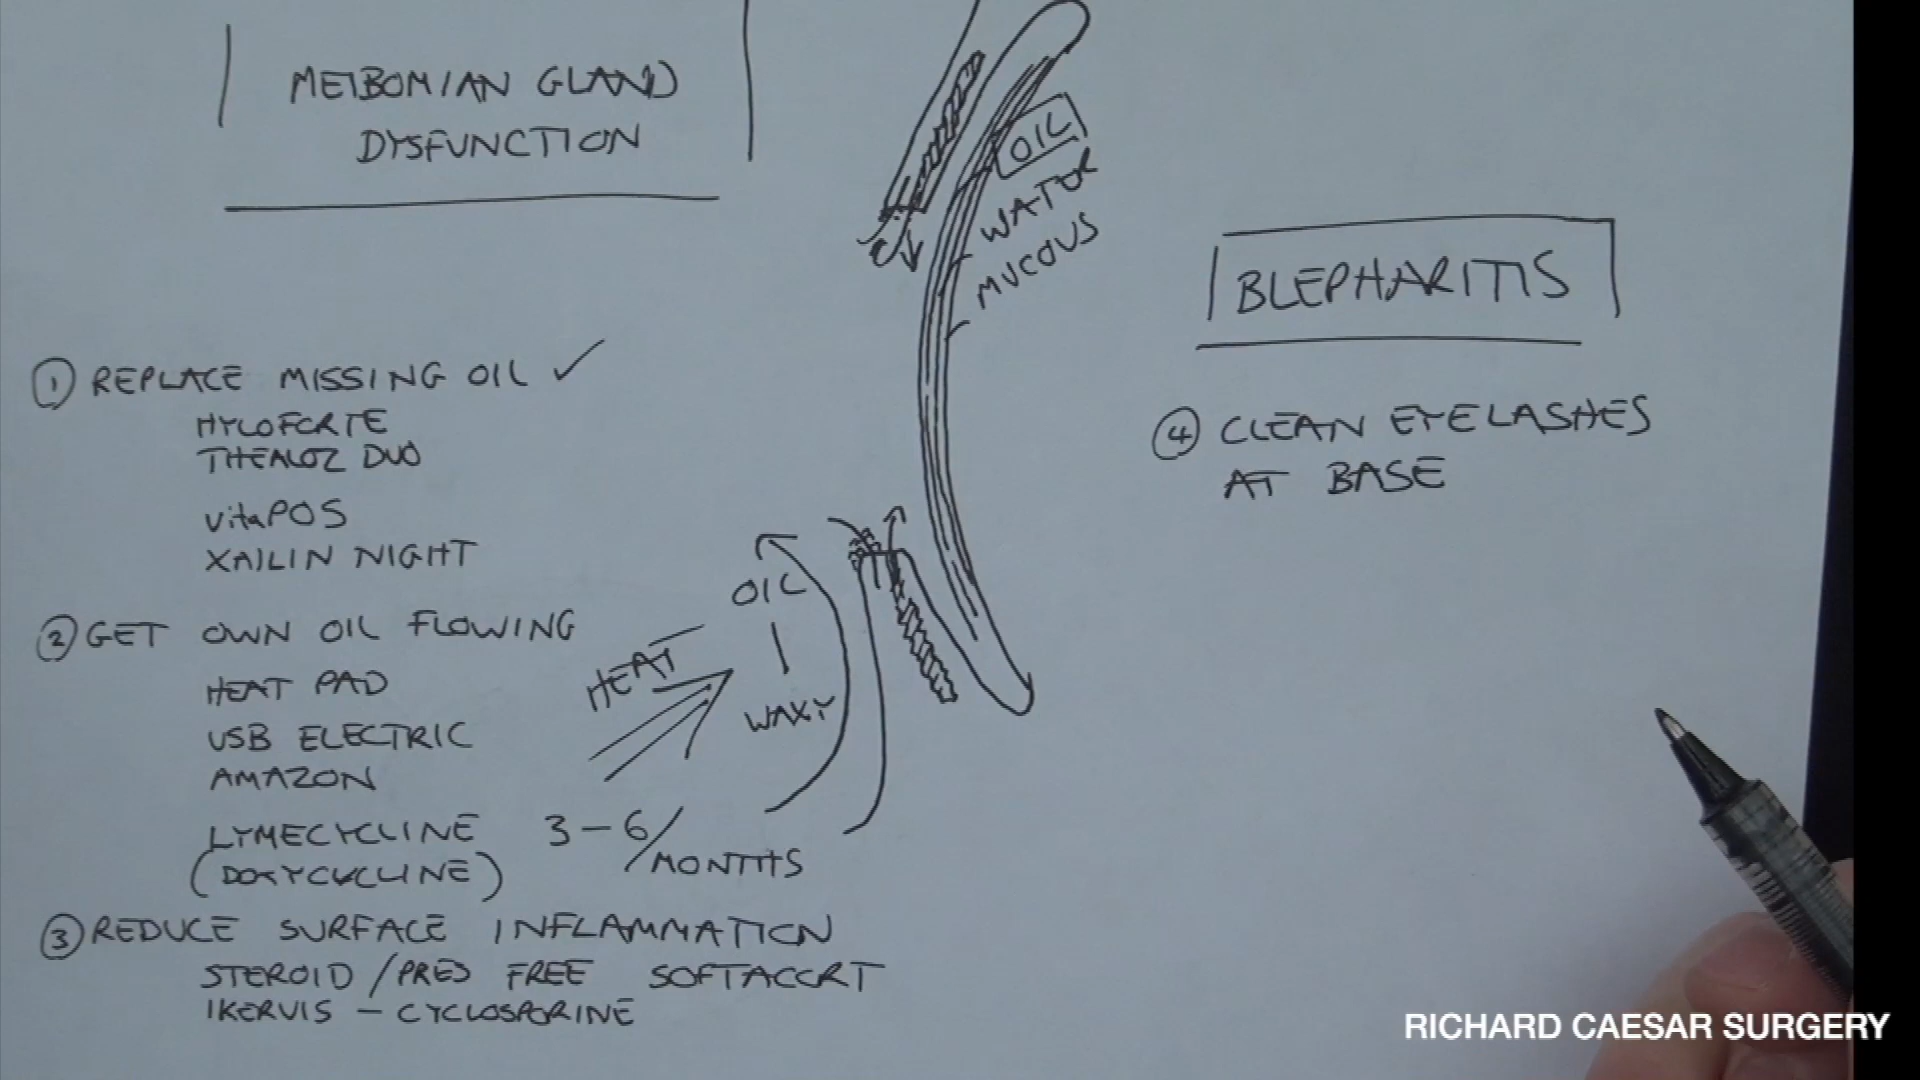 MEIBOMIAN GLAND
DYSFUNCTION
OIL
WATER
MUCOUS
BLEPHARITIS
① REPLACE MISSING OIL ✓
HYLOFORTE
THEALOZ DUO
VitaPOS
XAILIN NIGHT
② GET OWN OIL FLOWING
HEAT PAD
USB ELECTRIC
AMAZON
LYMECYCLINE 3-6/MONTHS
(DOXYCYCLINE)
HEAT
OIL
WAXY
③ REDUCE SURFACE INFLAMMATION
STEROID / PRES FREE SOFTACORT
IKERVIS - CYCLOSPORINE
④ CLEAN EYELASHES
AT BASE
RICHARD CAESAR SURGERY